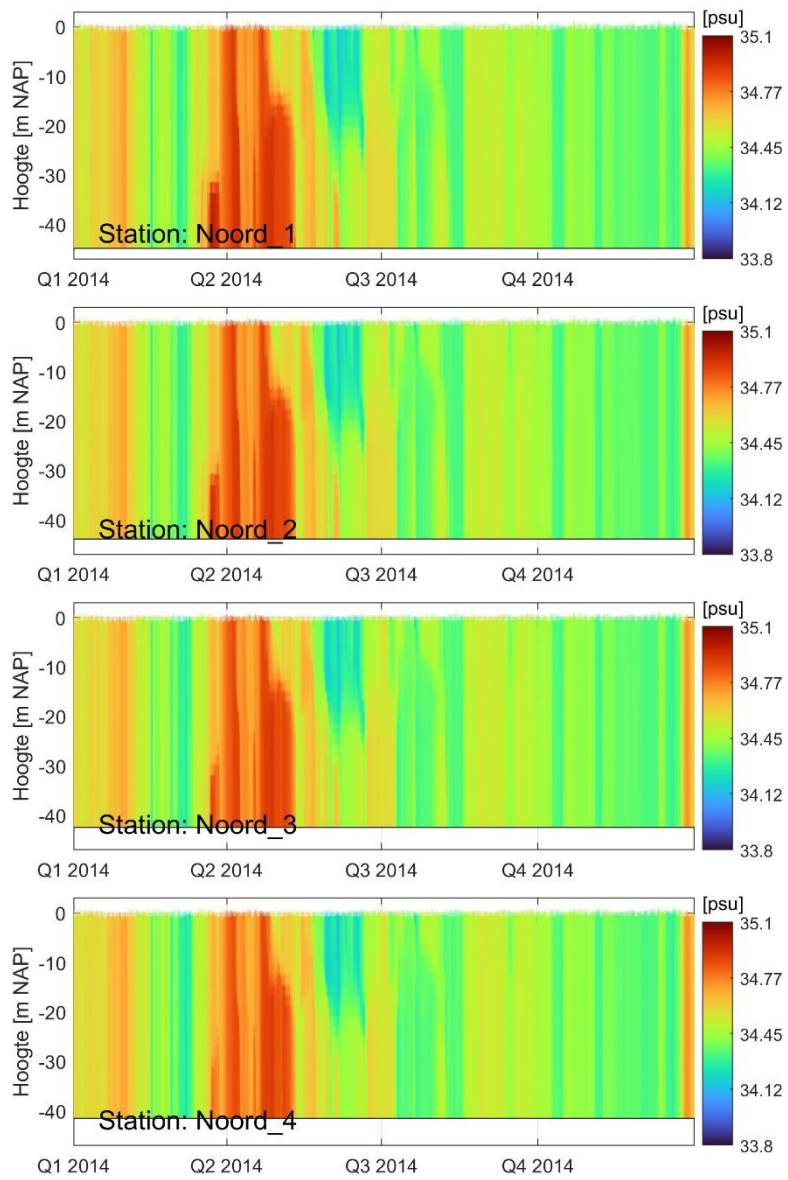 [psu]
0
-10
-20
-30
-40
Hoogte [m NAP]
Station: Noord_1
Q1 2014 Q2 2014 Q3 2014 Q4 2014
35.1
34.77
34.45
34.12
33.8
[psu]
0
-10
-20
-30
-40
Hoogte [m NAP]
Station: Noord_2
Q1 2014 Q2 2014 Q3 2014 Q4 2014
35.1
34.77
34.45
34.12
33.8
[psu]
0
-10
-20
-30
-40
Hoogte [m NAP]
Station: Noord_3
Q1 2014 Q2 2014 Q3 2014 Q4 2014
35.1
34.77
34.45
34.12
33.8
[psu]
0
-10
-20
-30
-40
Hoogte [m NAP]
Station: Noord_4
Q1 2014 Q2 2014 Q3 2014 Q4 2014
35.1
34.77
34.45
34.12
33.8